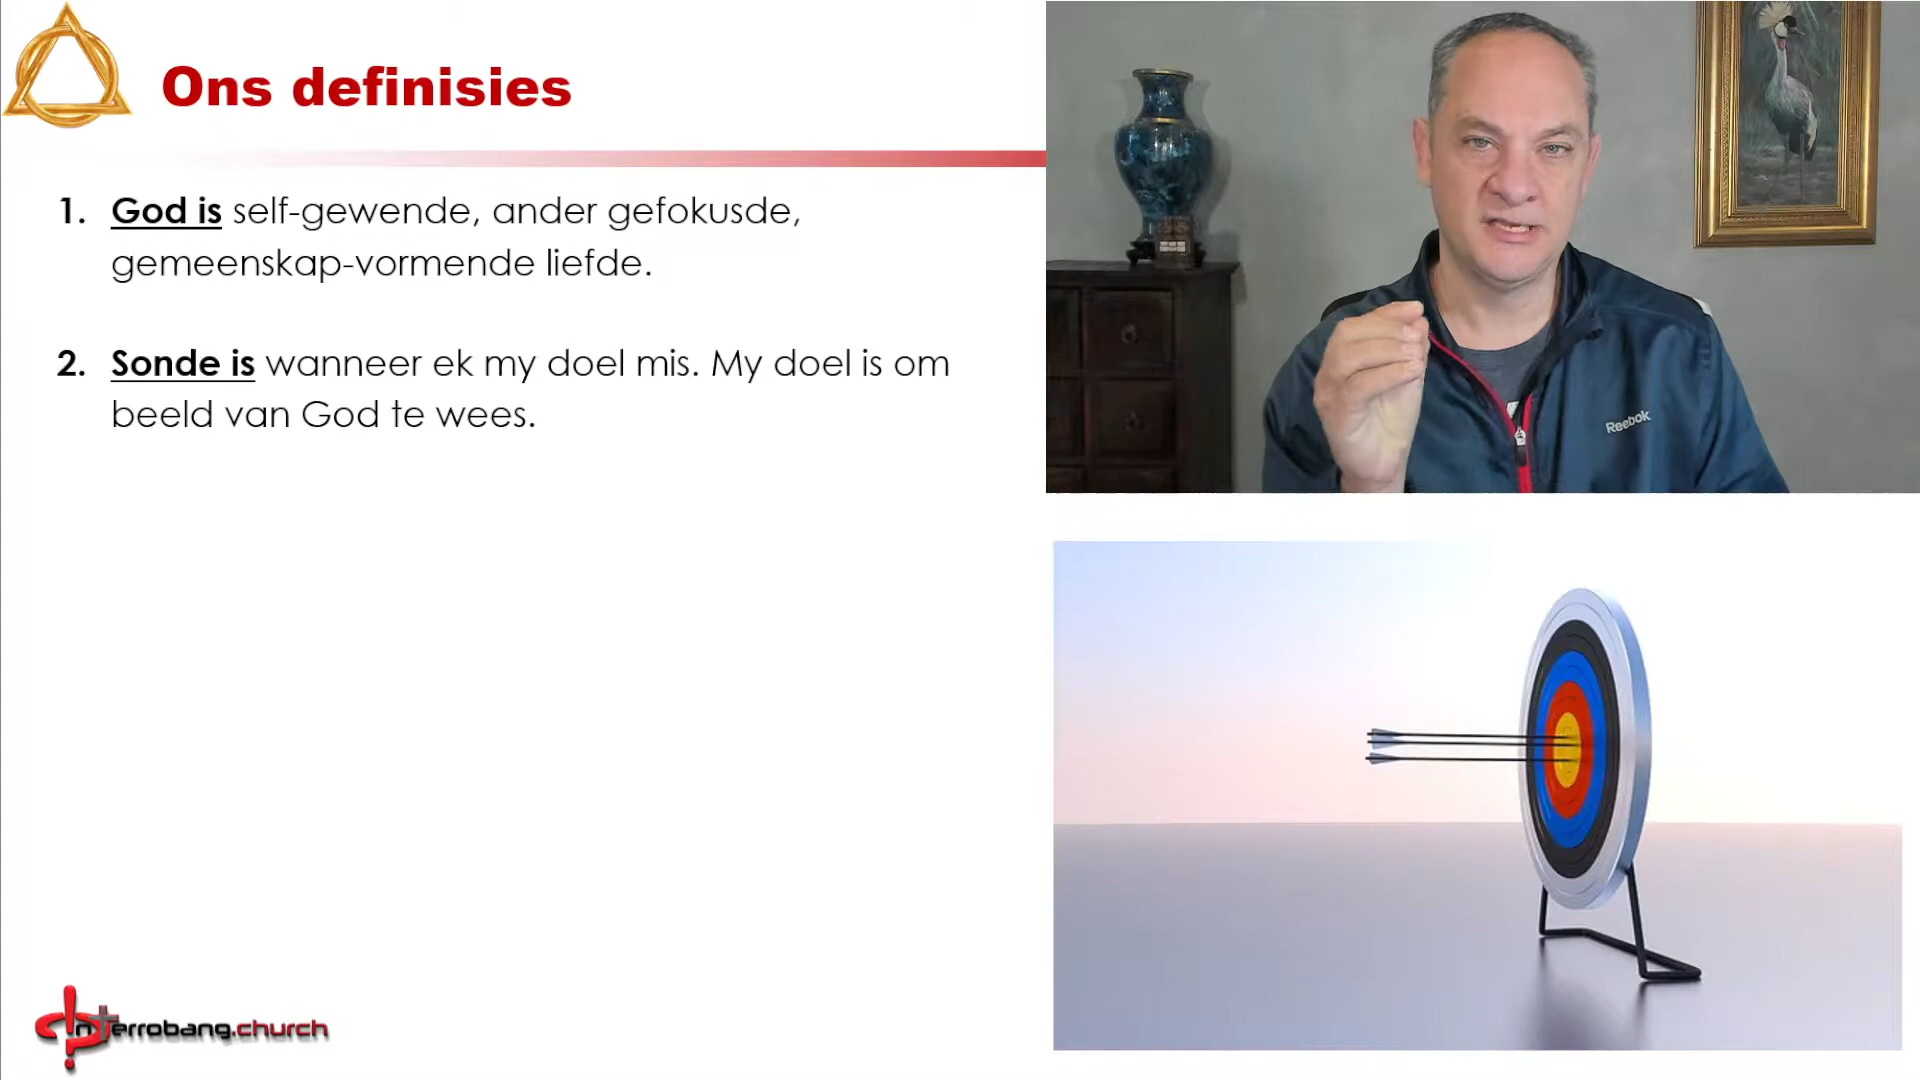 Ons definisies
1. God is self-gewende, ander gefokusde,
gemeenskap-vormende liefde.
2. Sonde is wanneer ek my doel mis. My doel is om
beeld van God te wees.
Reebok
Interrobang.church